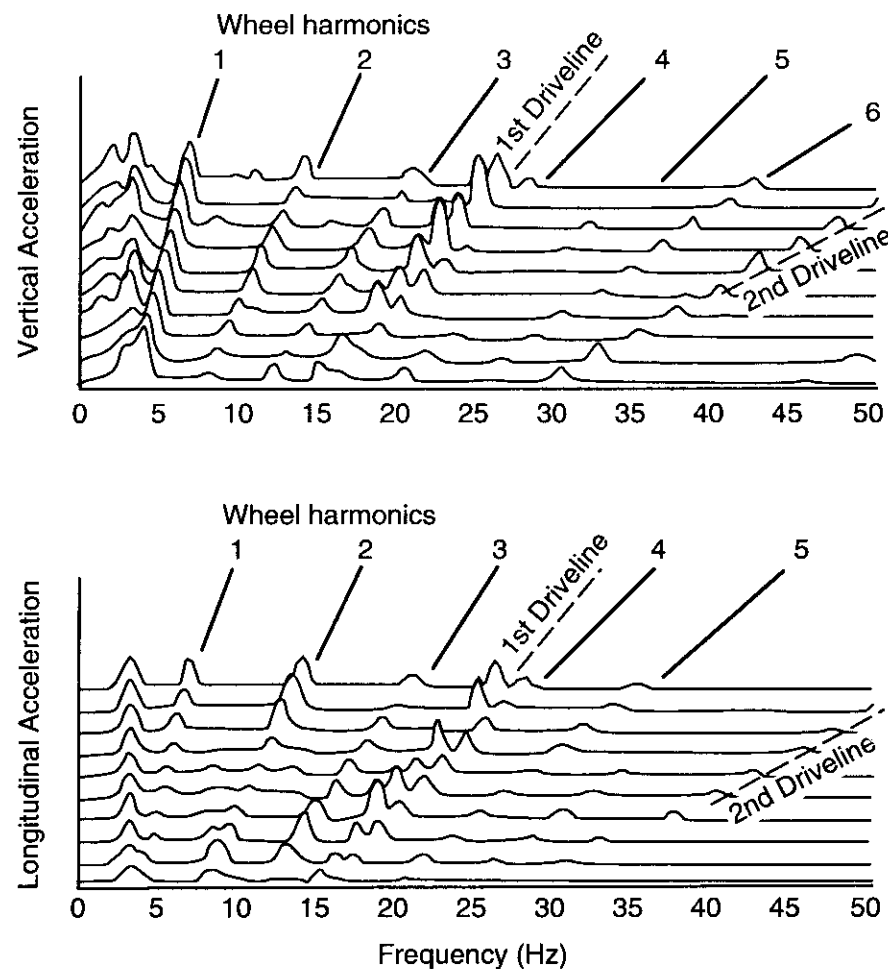 Wheel harmonics
1 2 3 1st Driveline 4 5 6
Vertical Acceleration
2nd Driveline
0 5 10 15 20 25 30 35 40 45 50
Wheel harmonics
1 2 3 1st Driveline 4 5
Longitudinal Acceleration
2nd Driveline
0 5 10 15 20 25 30 35 40 45 50
Frequency (Hz)